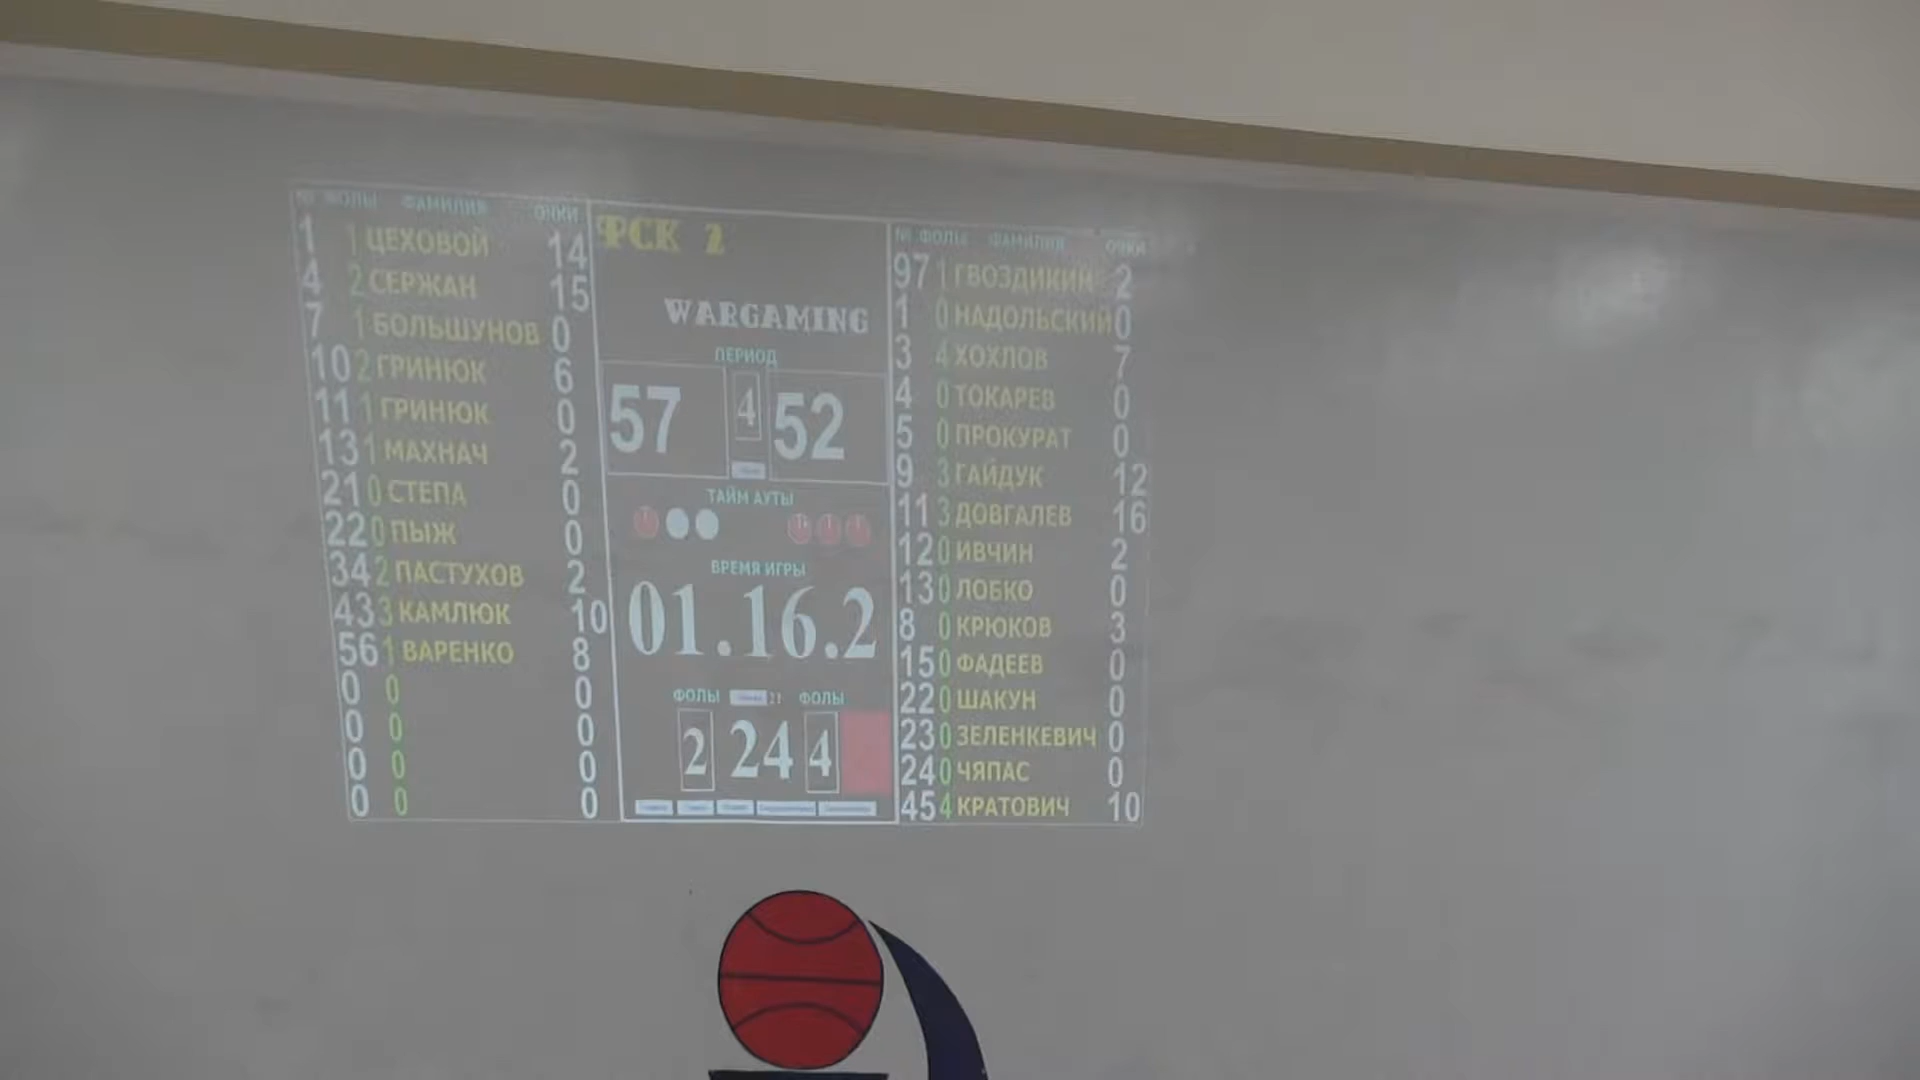 № ФОЛЫ ФАМИЛИЯ ОЧКИ
1 1 ЦЕХОВОЙ 14
4 2 СЕРЖАН 15
7 1 БОЛЬШУНОВ 0
10 2 ГРИНЮК 6
11 1 ГРИНЮК 0
13 1 МАХНАЧ 2
21 0 СТЕПА 0
22 0 ПЫЖ 0
34 2 ПАСТУХОВ 2
43 3 КАМЛЮК 10
56 1 ВАРЕНКО 8
0 0 0
0 0 0
0 0 0
0 0 0
ФСК 2
WARGAMING
ПЕРИОД
57 4 52
ТАЙМ АУТЫ
ВРЕМЯ ИГРЫ
01.16.2
ФОЛЫ ФОЛЫ
2 24 4
№ ФОЛЫ ФАМИЛИЯ ОЧКИ
97 1 ГВОЗДИКИН 2
1 0 НАДОЛЬСКИЙ 0
3 4 ХОХЛОВ 7
4 0 ТОКАРЕВ 0
5 0 ПРОКУРАТ 0
9 3 ГАЙДУК 12
11 3 ДОВГАЛЕВ 16
12 0 ИВЧИН 2
13 0 ЛОБКО 0
8 0 КРЮКОВ 3
15 0 ФАДЕЕВ 0
22 0 ШАКУН 0
23 0 ЗЕЛЕНКЕВИЧ 0
24 0 ЧЯПАС 0
45 4 КРАТОВИЧ 10